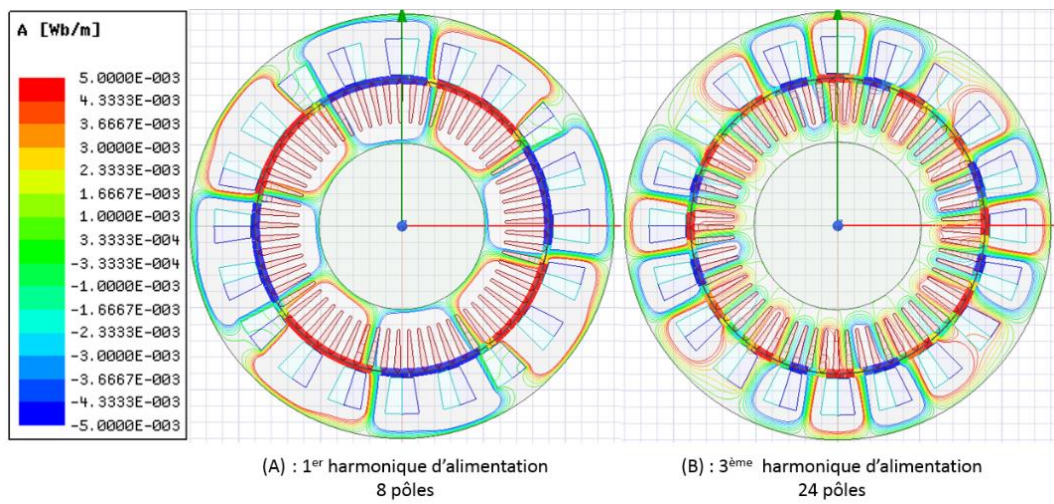 A [Wb/m]
5.0000E-003
4.3333E-003
3.6667E-003
3.0000E-003
2.3333E-003
1.6667E-003
1.0000E-003
3.3333E-004
-3.3333E-004
-1.0000E-003
-1.6667E-003
-2.3333E-003
-3.0000E-003
-3.6667E-003
-4.3333E-003
-5.0000E-003
(A) : 1er harmonique d'alimentation
8 pôles
(B) : 3ème harmonique d'alimentation
24 pôles